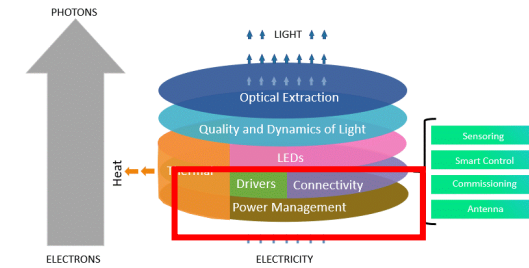 PHOTONS
LIGHT
Optical Extraction
Quality and Dynamics of Light
LEDs
Thermal
Heat
Drivers
Connectivity
Power Management
Sensoring
Smart Control
Commissioning
Antenna
ELECTRONS
ELECTRICITY